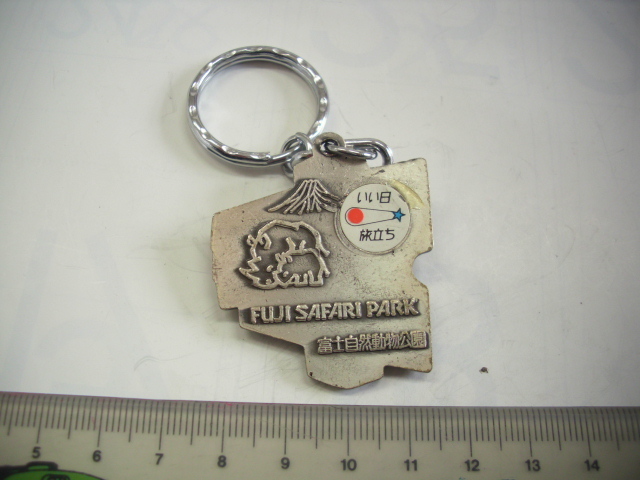 いい日
旅立ち
FUJI SAFARI PARK
富士自然動物公園
5 6 7 8 9 10 11 12 13 14